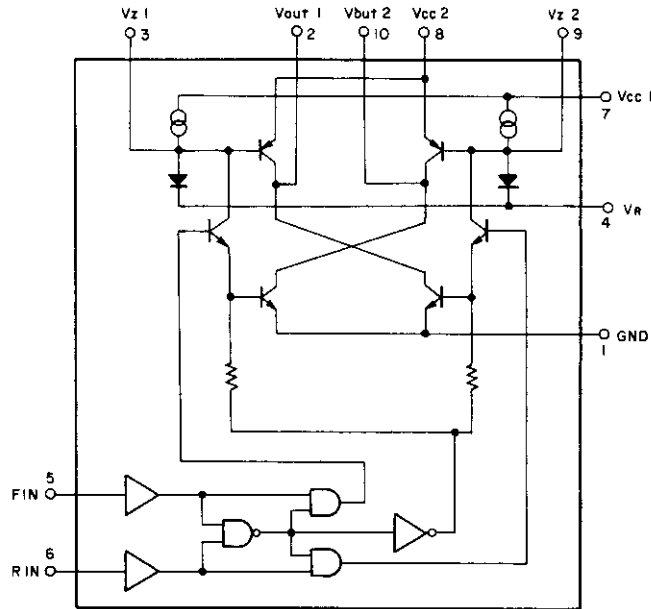 Vz 1 Vout 1 Vout 2 Vcc 2 Vz 2
3 2 10 8 9
Vcc 1
7
VR
4
GND
1
5
FIN
6
RIN